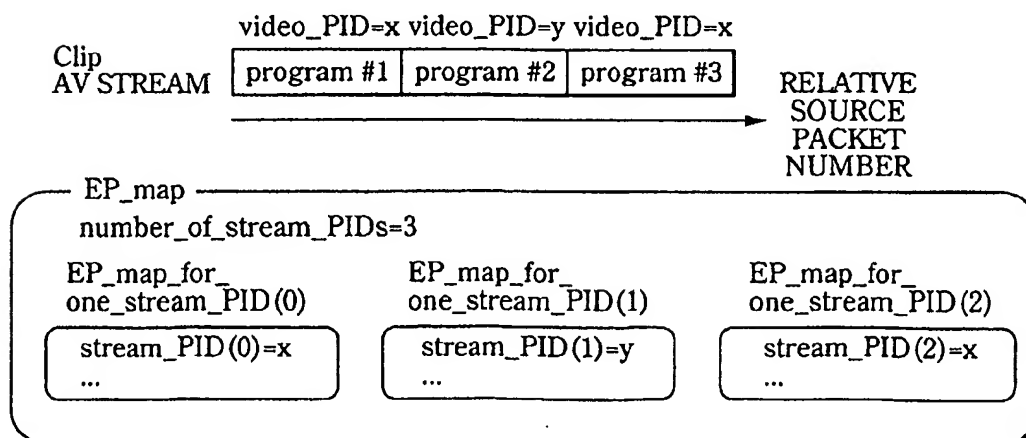 video_PID=x video_PID=y video_PID=x
Clip
AV STREAM
program #1 program #2 program #3
RELATIVE
SOURCE
PACKET
NUMBER
EP_map
number_of_stream_PIDs=3
EP_map_for_
one_stream_PID(0)
stream_PID(0)=x
...
EP_map_for_
one_stream_PID(1)
stream_PID(1)=y
...
EP_map_for_
one_stream_PID(2)
stream_PID(2)=x
...